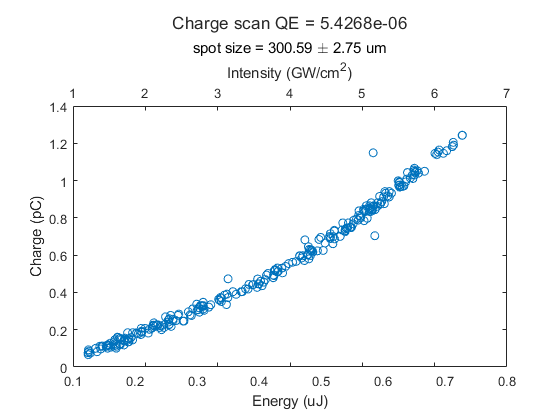 Charge scan QE = 5.4268e-06
spot size = 300.59 ± 2.75 um
Intensity (GW/cm²)
1 2 3 4 5 6 7
1.4
1.2
1
0.8
0.6
0.4
0.2
0
Charge (pC)
0.1 0.2 0.3 0.4 0.5 0.6 0.7 0.8
Energy (uJ)